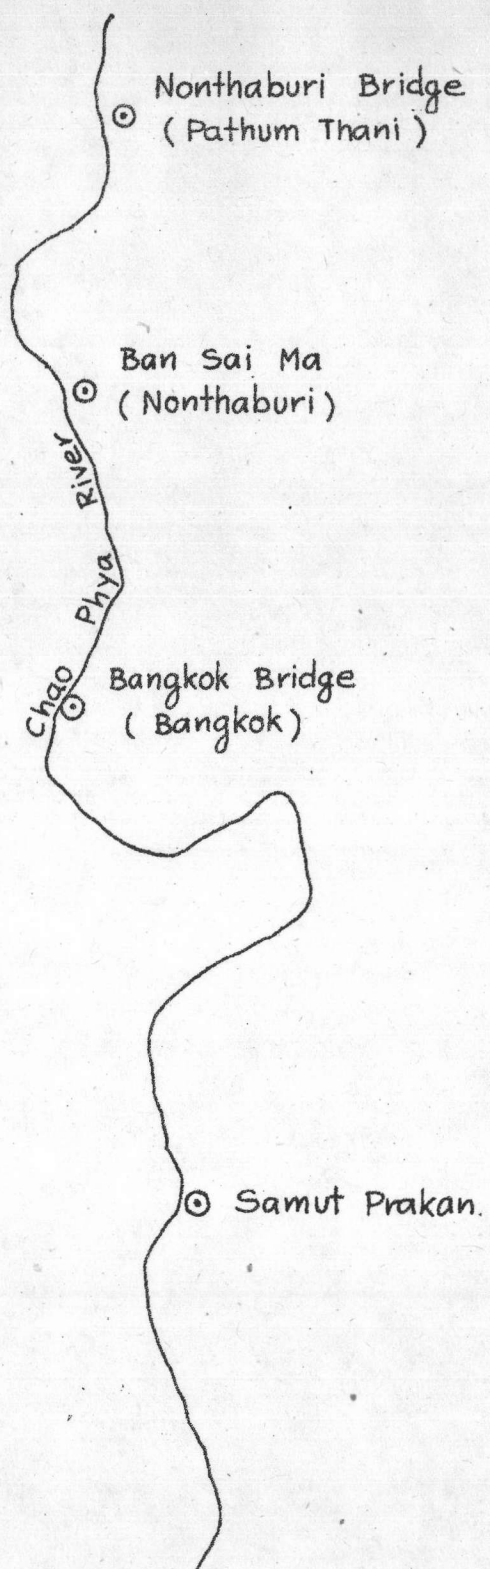 Nonthaburi Bridge
(Pathum Thani)
Ban Sai Ma
(Nonthaburi)
Chao Phya River
Bangkok Bridge
(Bangkok)
Samut Prakan.